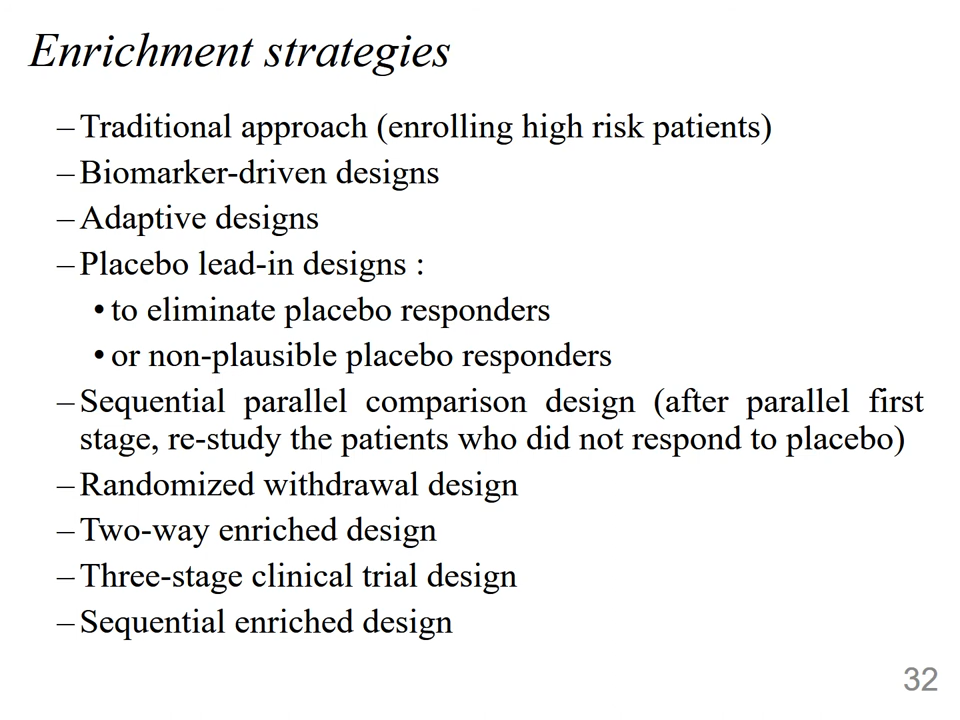 Enrichment strategies
– Traditional approach (enrolling high risk patients)
– Biomarker-driven designs
– Adaptive designs
– Placebo lead-in designs :
• to eliminate placebo responders
• or non-plausible placebo responders
– Sequential parallel comparison design (after parallel first
stage, re-study the patients who did not respond to placebo)
– Randomized withdrawal design
– Two-way enriched design
– Three-stage clinical trial design
– Sequential enriched design
32